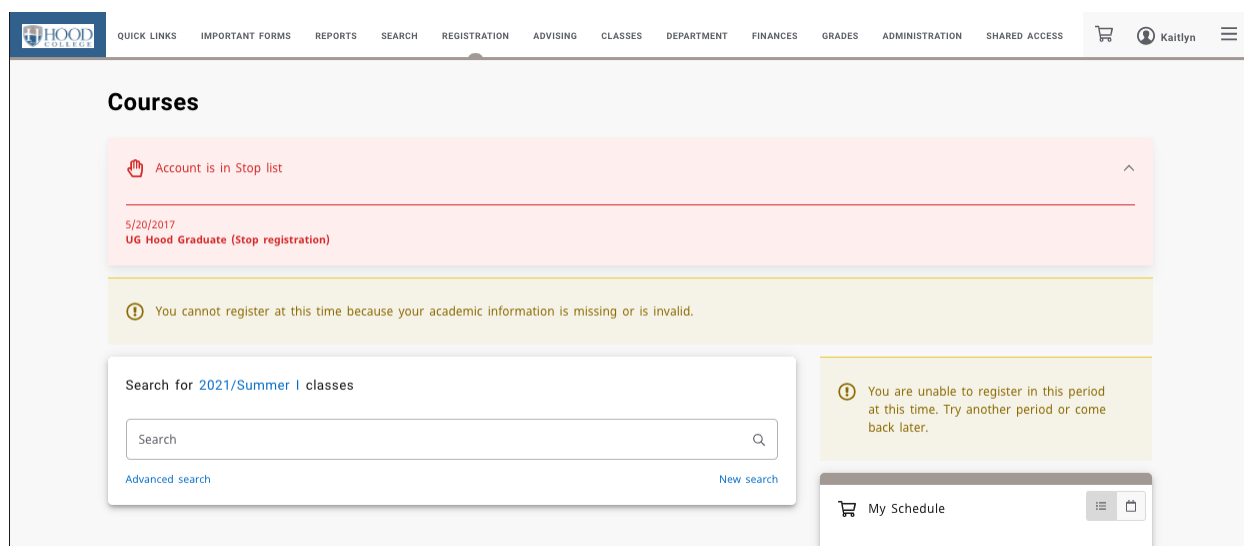 HOOD
COLLEGE
QUICK LINKS IMPORTANT FORMS REPORTS SEARCH REGISTRATION ADVISING CLASSES DEPARTMENT FINANCES GRADES ADMINISTRATION SHARED ACCESS Kaitlyn
Courses
Account is in Stop list
5/20/2017
UG Hood Graduate (Stop registration)
You cannot register at this time because your academic information is missing or is invalid.
Search for 2021/Summer I classes
Search
Advanced search New search
You are unable to register in this period
at this time. Try another period or come
back later.
My Schedule